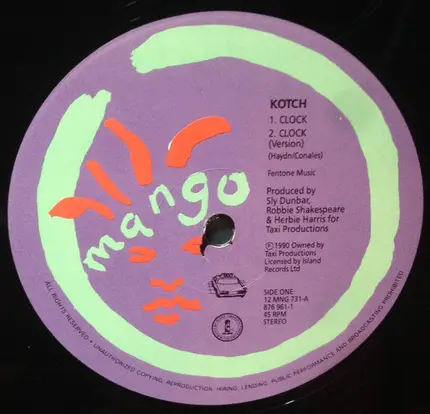 mango
KOTCH
1. CLOCK
2. CLOCK
(Version)
(Haydn/Conales)
Fentone Music
Produced by
Sly Dunbar,
Robbie Shakespeare
& Herbie Harris for
Taxi Productions
℗ 1990 Owned by
Taxi Productions
Licensed by Island
Records Ltd
SIDE ONE
12 MNG 731-A
878 961-1
45 RPM
STEREO
ALL RIGHTS RESERVED • UNAUTHORIZED COPYING, REPRODUCTION, HIRING, LENDING, PUBLIC PERFORMANCE AND BROADCASTING PROHIBITED